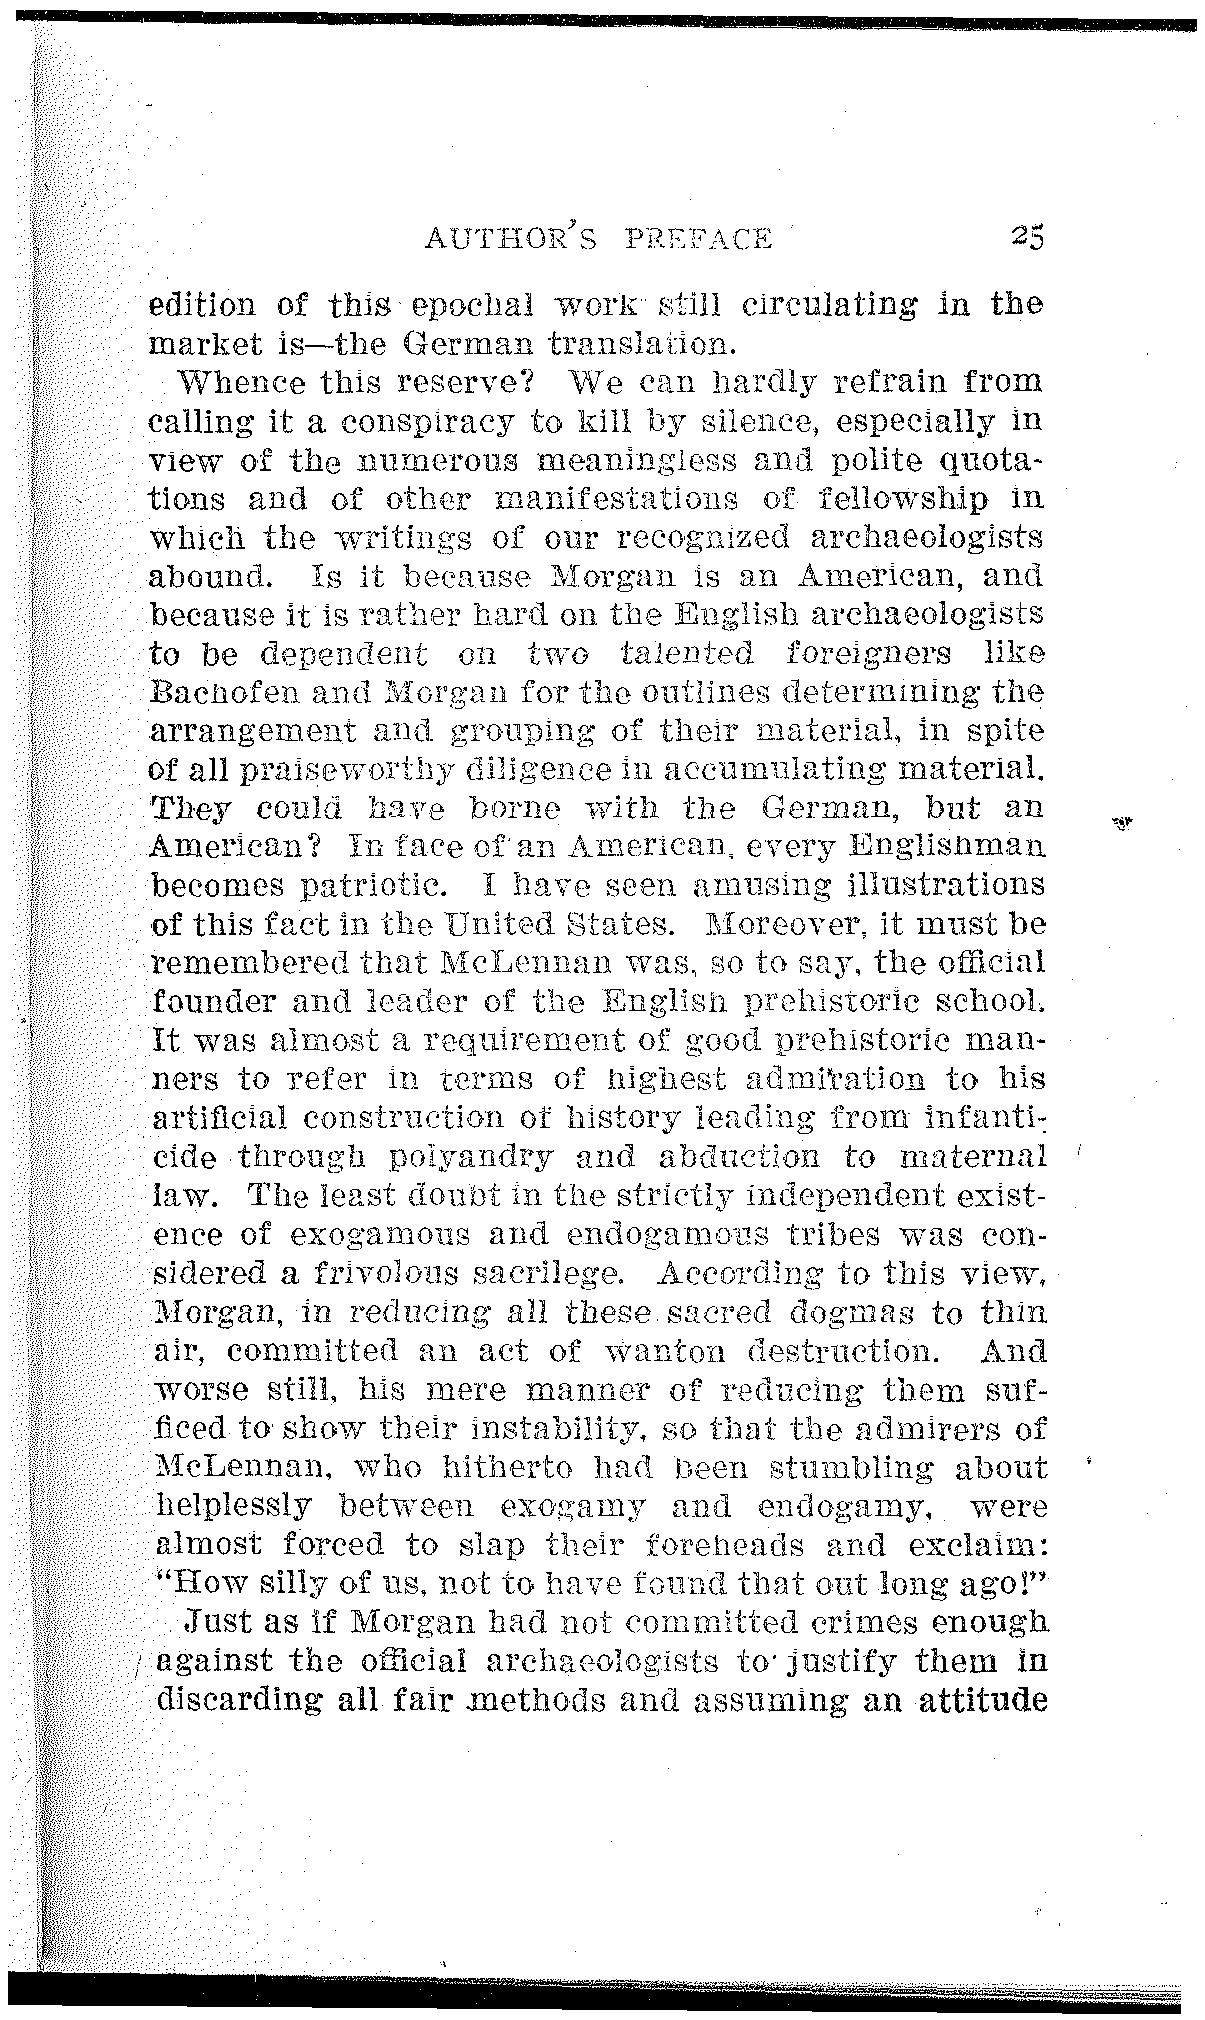 AUTHOR'S PREFACE 25
edition of this epochal work still circulating in the
market is—the German translation.
Whence this reserve? We can hardly refrain from
calling it a conspiracy to kill by silence, especially in
view of the numerous meaningless and polite quota-
tions and of other manifestations of fellowship in
which the writings of our recognized archaeologists
abound. Is it because Morgan is an American, and
because it is rather hard on the English archaeologists
to be dependent on two talented foreigners like
Bachofen and Morgan for the outlines determining the
arrangement and grouping of their material, in spite
of all praiseworthy diligence in accumulating material.
They could have borne with the German, but an
American? In face of an American, every Englishman
becomes patriotic. I have seen amusing illustrations
of this fact in the United States. Moreover, it must be
remembered that McLennan was, so to say, the official
founder and leader of the English prehistoric school.
It was almost a requirement of good prehistoric man-
ners to refer in terms of highest admiration to his
artificial construction of history leading from infanti-
cide through polyandry and abduction to maternal
law. The least doubt in the strictly independent exist-
ence of exogamous and endogamous tribes was con-
sidered a frivolous sacrilege. According to this view,
Morgan, in reducing all these sacred dogmas to thin
air, committed an act of wanton destruction. And
worse still, his mere manner of reducing them suf-
ficed to show their instability, so that the admirers of
McLennan, who hitherto had been stumbling about
helplessly between exogamy and endogamy, were
almost forced to slap their foreheads and exclaim:
"How silly of us, not to have found that out long ago!"
Just as if Morgan had not committed crimes enough
against the official archaeologists to justify them in
discarding all fair methods and assuming an attitude